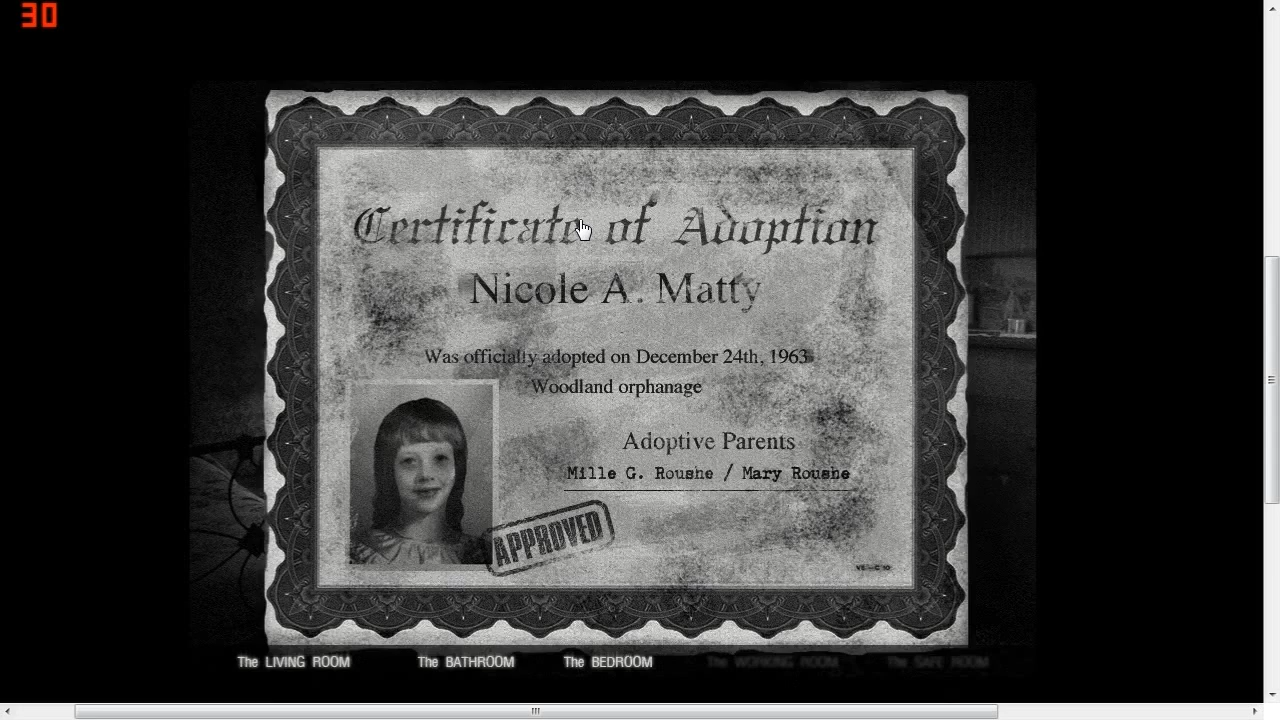 30
Certificate of Adoption
Nicole A. Matty
Was officially adopted on December 24th, 1963
Woodland orphanage
Adoptive Parents
Mille G. Roushe / Mary Roushe
APPROVED
The LIVING ROOM The BATHROOM The BEDROOM The WORKING ROOM The SAFE ROOM